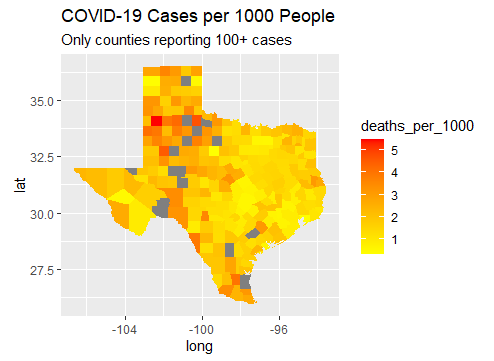 COVID-19 Cases per 1000 People
Only counties reporting 100+ cases
35.0
32.5
30.0
27.5
lat
-104
-100
-96
long
deaths_per_1000
5
4
3
2
1